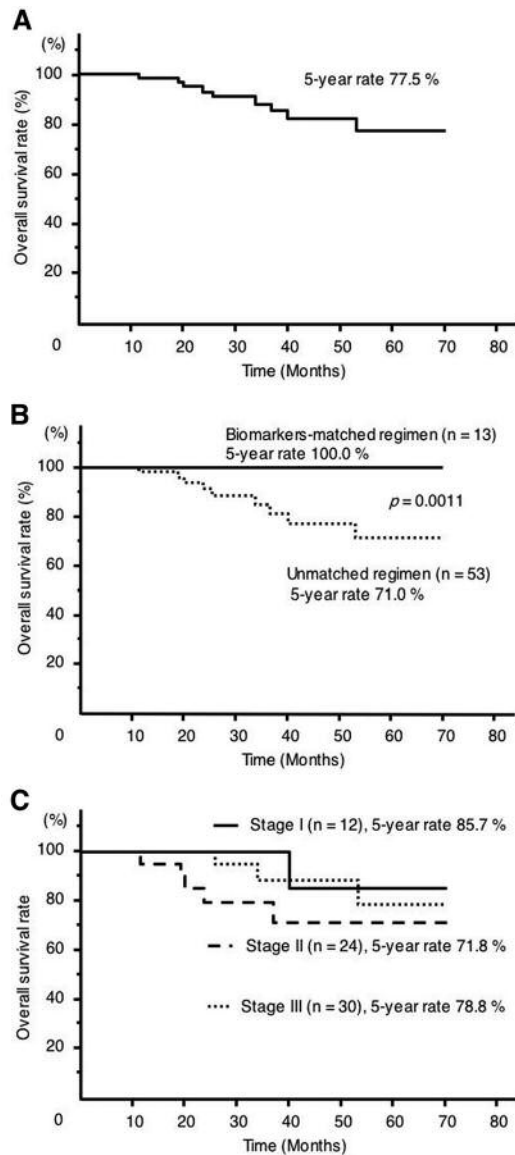 A
(%)
100
5-year rate 77.5 %
80
60
40
20
0
Overall survival rate (%)
10 20 30 40 50 60 70 80
Time (Months)
B
(%)
Biomarkers-matched regimen (n = 13)
5-year rate 100.0 %
100
p = 0.0011
80
Unmatched regimen (n = 53)
5-year rate 71.0 %
60
40
20
0
Overall survival rate (%)
10 20 30 40 50 60 70 80
Time (Months)
C
(%)
Stage I (n = 12), 5-year rate 85.7 %
100
80
Stage II (n = 24), 5-year rate 71.8 %
60
Stage III (n = 30), 5-year rate 78.8 %
40
20
0
Overall survival rate
10 20 30 40 50 60 70 80
Time (Months)